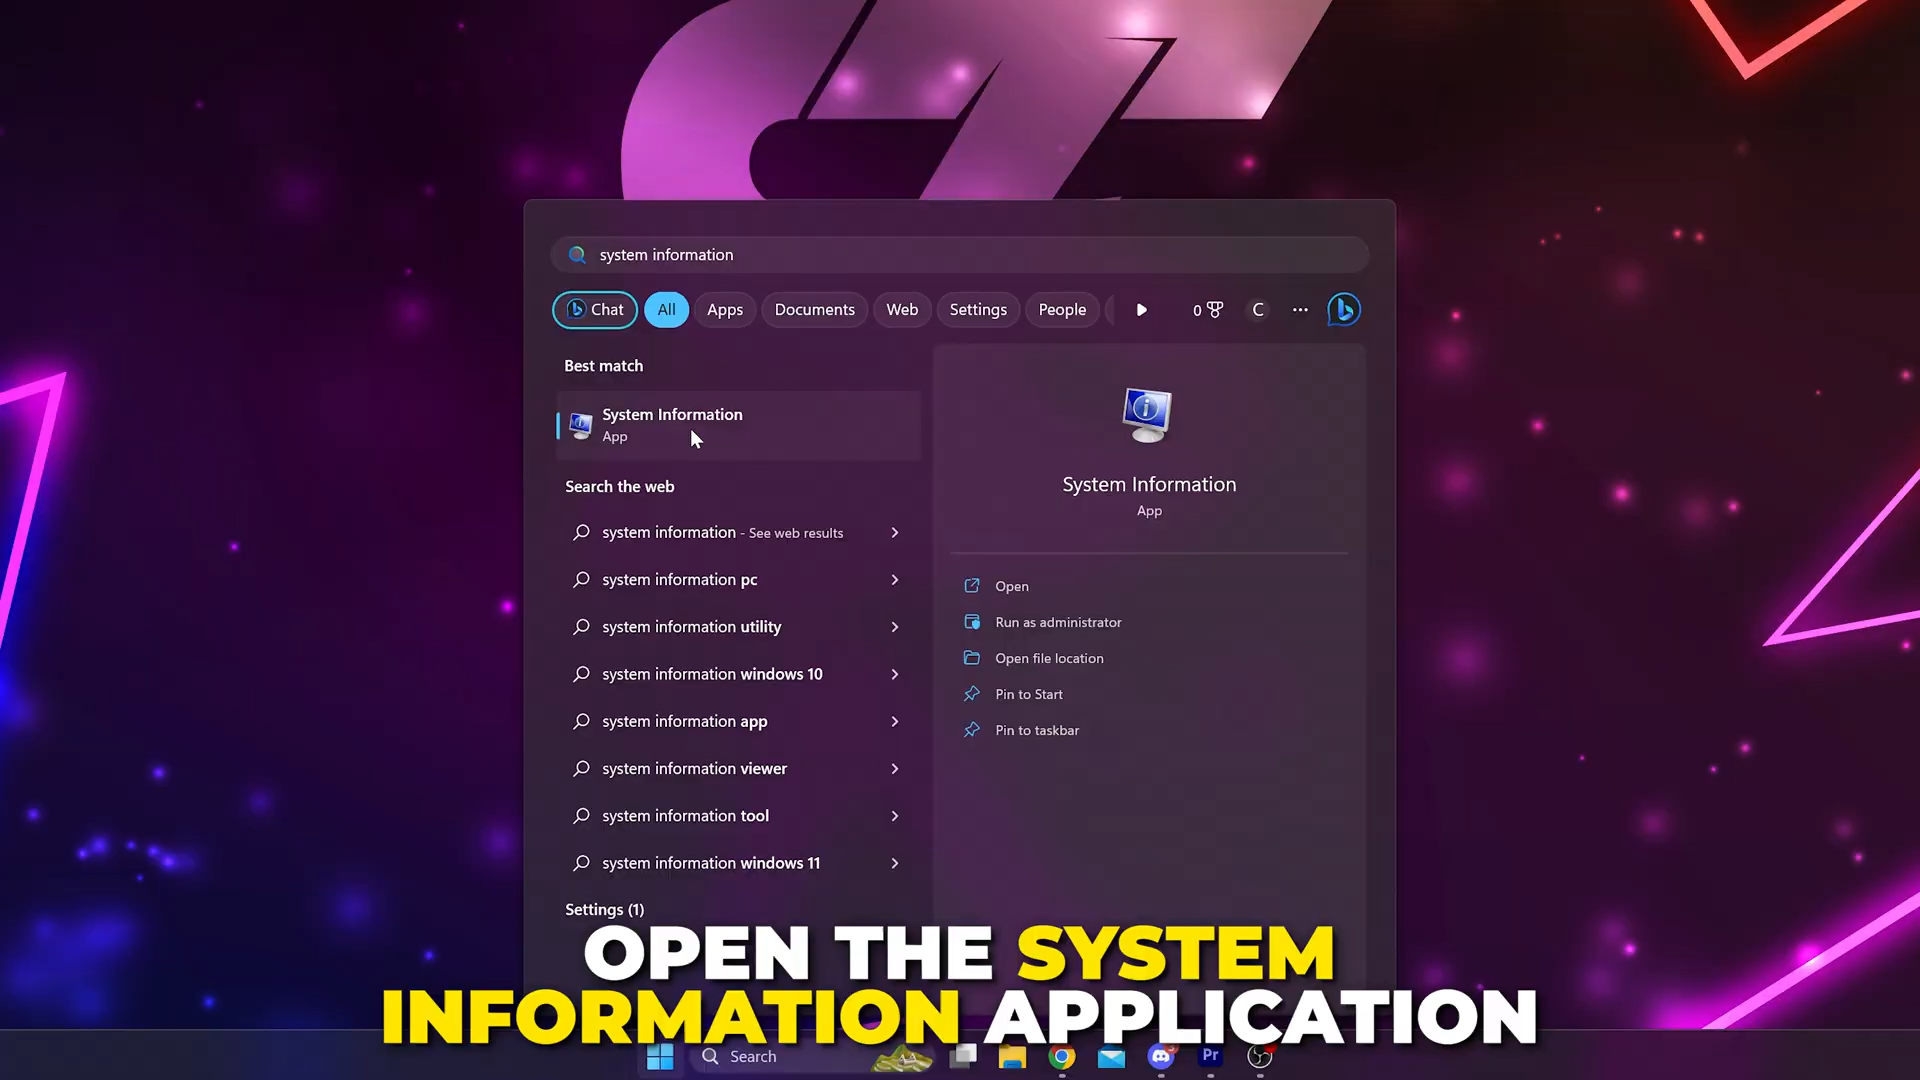 system information
Chat
All
Apps
Documents
Web
Settings
People
0
C
Best match
System Information
App
Search the web
system information - See web results
system information pc
system information utility
system information windows 10
system information app
system information viewer
system information tool
system information windows 11
Settings (1)
System Information
App
Open
Run as administrator
Open file location
Pin to Start
Pin to taskbar
OPEN THE SYSTEM
INFORMATION APPLICATION
Search
Pr